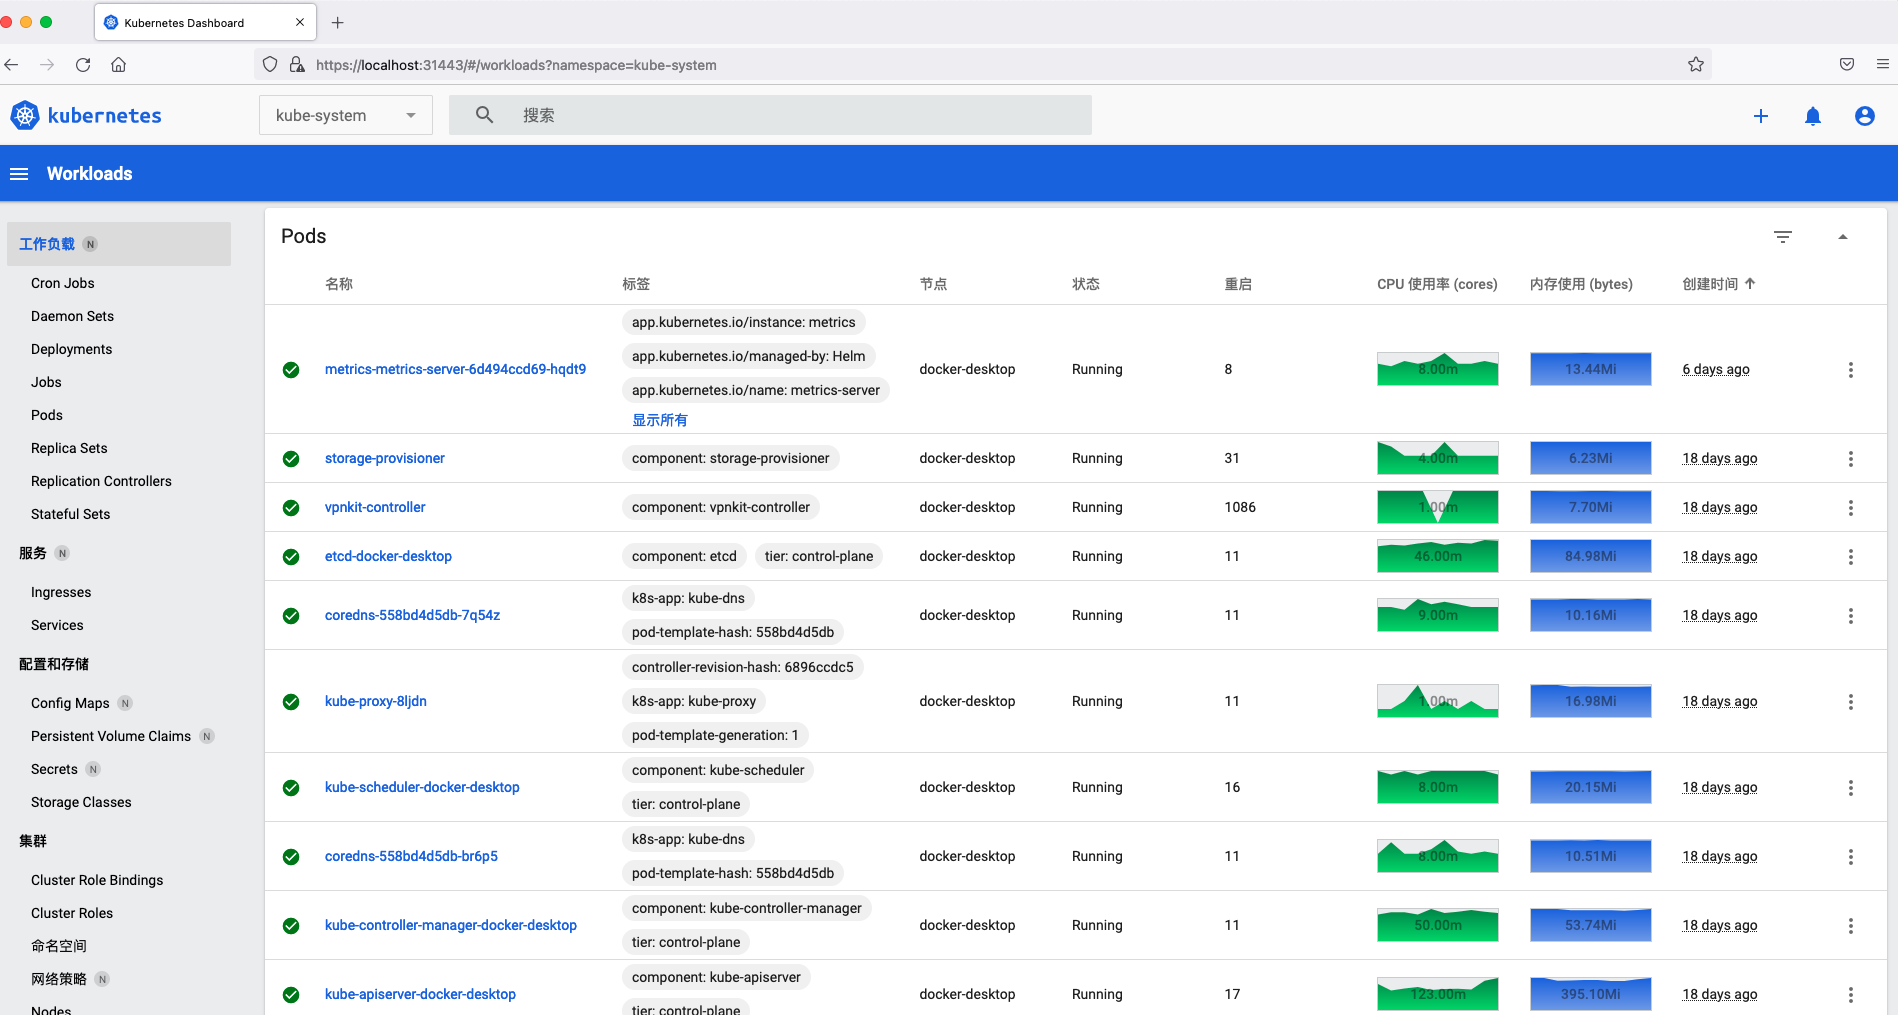 Kubernetes Dashboard
https://localhost:31443/#/workloads?namespace=kube-system
kubernetes
kube-system
搜索
Workloads
工作负载 N
Cron Jobs
Daemon Sets
Deployments
Jobs
Pods
Replica Sets
Replication Controllers
Stateful Sets
服务 N
Ingresses
Services
配置和存储
Config Maps N
Persistent Volume Claims N
Secrets N
Storage Classes
集群
Cluster Role Bindings
Cluster Roles
命名空间
网络策略 N
Nodes
Pods
名称 标签 节点 状态 重启 CPU 使用率 (cores) 内存使用 (bytes) 创建时间
app.kubernetes.io/instance: metrics
app.kubernetes.io/managed-by: Helm
metrics-metrics-server-6d494ccd69-hqdt9 docker-desktop Running 8 8.00m 13.44Mi 6 days ago
app.kubernetes.io/name: metrics-server
显示所有
storage-provisioner component: storage-provisioner docker-desktop Running 31 4.00m 6.23Mi 18 days ago
vpnkit-controller component: vpnkit-controller docker-desktop Running 1086 1.00m 7.70Mi 18 days ago
etcd-docker-desktop component: etcd tier: control-plane docker-desktop Running 11 46.00m 84.98Mi 18 days ago
k8s-app: kube-dns
coredns-558bd4d5db-7q54z docker-desktop Running 11 9.00m 10.16Mi 18 days ago
pod-template-hash: 558bd4d5db
controller-revision-hash: 6896ccdc5
kube-proxy-8ljdn k8s-app: kube-proxy docker-desktop Running 11 1.00m 16.98Mi 18 days ago
pod-template-generation: 1
component: kube-scheduler
kube-scheduler-docker-desktop docker-desktop Running 16 8.00m 20.15Mi 18 days ago
tier: control-plane
k8s-app: kube-dns
coredns-558bd4d5db-br6p5 docker-desktop Running 11 8.00m 10.51Mi 18 days ago
pod-template-hash: 558bd4d5db
component: kube-controller-manager
kube-controller-manager-docker-desktop docker-desktop Running 11 50.00m 53.74Mi 18 days ago
tier: control-plane
component: kube-apiserver
kube-apiserver-docker-desktop docker-desktop Running 17 123.00m 395.10Mi 18 days ago
tier: control-plane